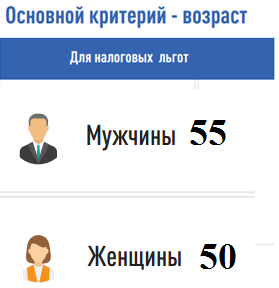 Основной критерий - возраст
Для налоговых льгот
Мужчины 55
Женщины 50